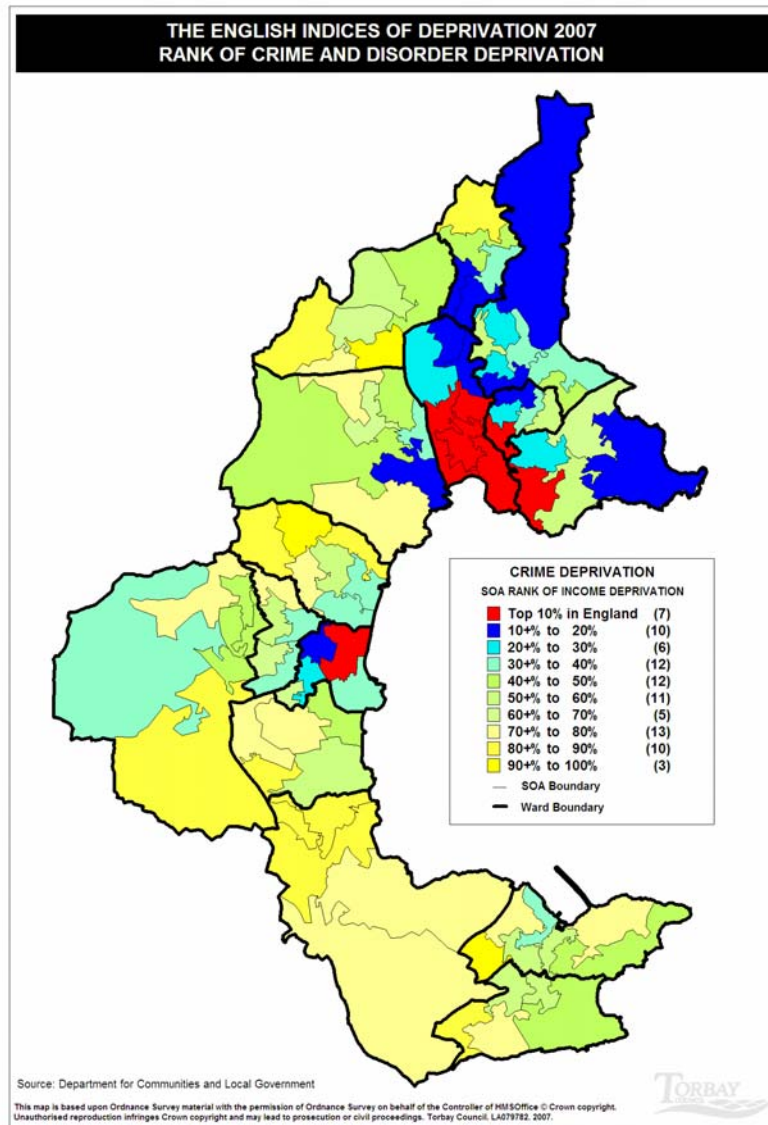 THE ENGLISH INDICES OF DEPRIVATION 2007
RANK OF CRIME AND DISORDER DEPRIVATION
CRIME DEPRIVATION
SOA RANK OF INCOME DEPRIVATION
Top 10% in England (7)
10+% to 20% (10)
20+% to 30% (6)
30+% to 40% (12)
40+% to 50% (12)
50+% to 60% (11)
60+% to 70% (5)
70+% to 80% (13)
80+% to 90% (10)
90+% to 100% (3)
SOA Boundary
Ward Boundary
Source: Department for Communities and Local Government
TORBAY
COUNCIL
This map is based upon Ordnance Survey material with the permission of Ordnance Survey on behalf of the Controller of HMSOffice © Crown copyright.
Unauthorised reproduction infringes Crown copyright and may lead to prosecution or civil proceedings. Torbay Council. LA079782. 2007.